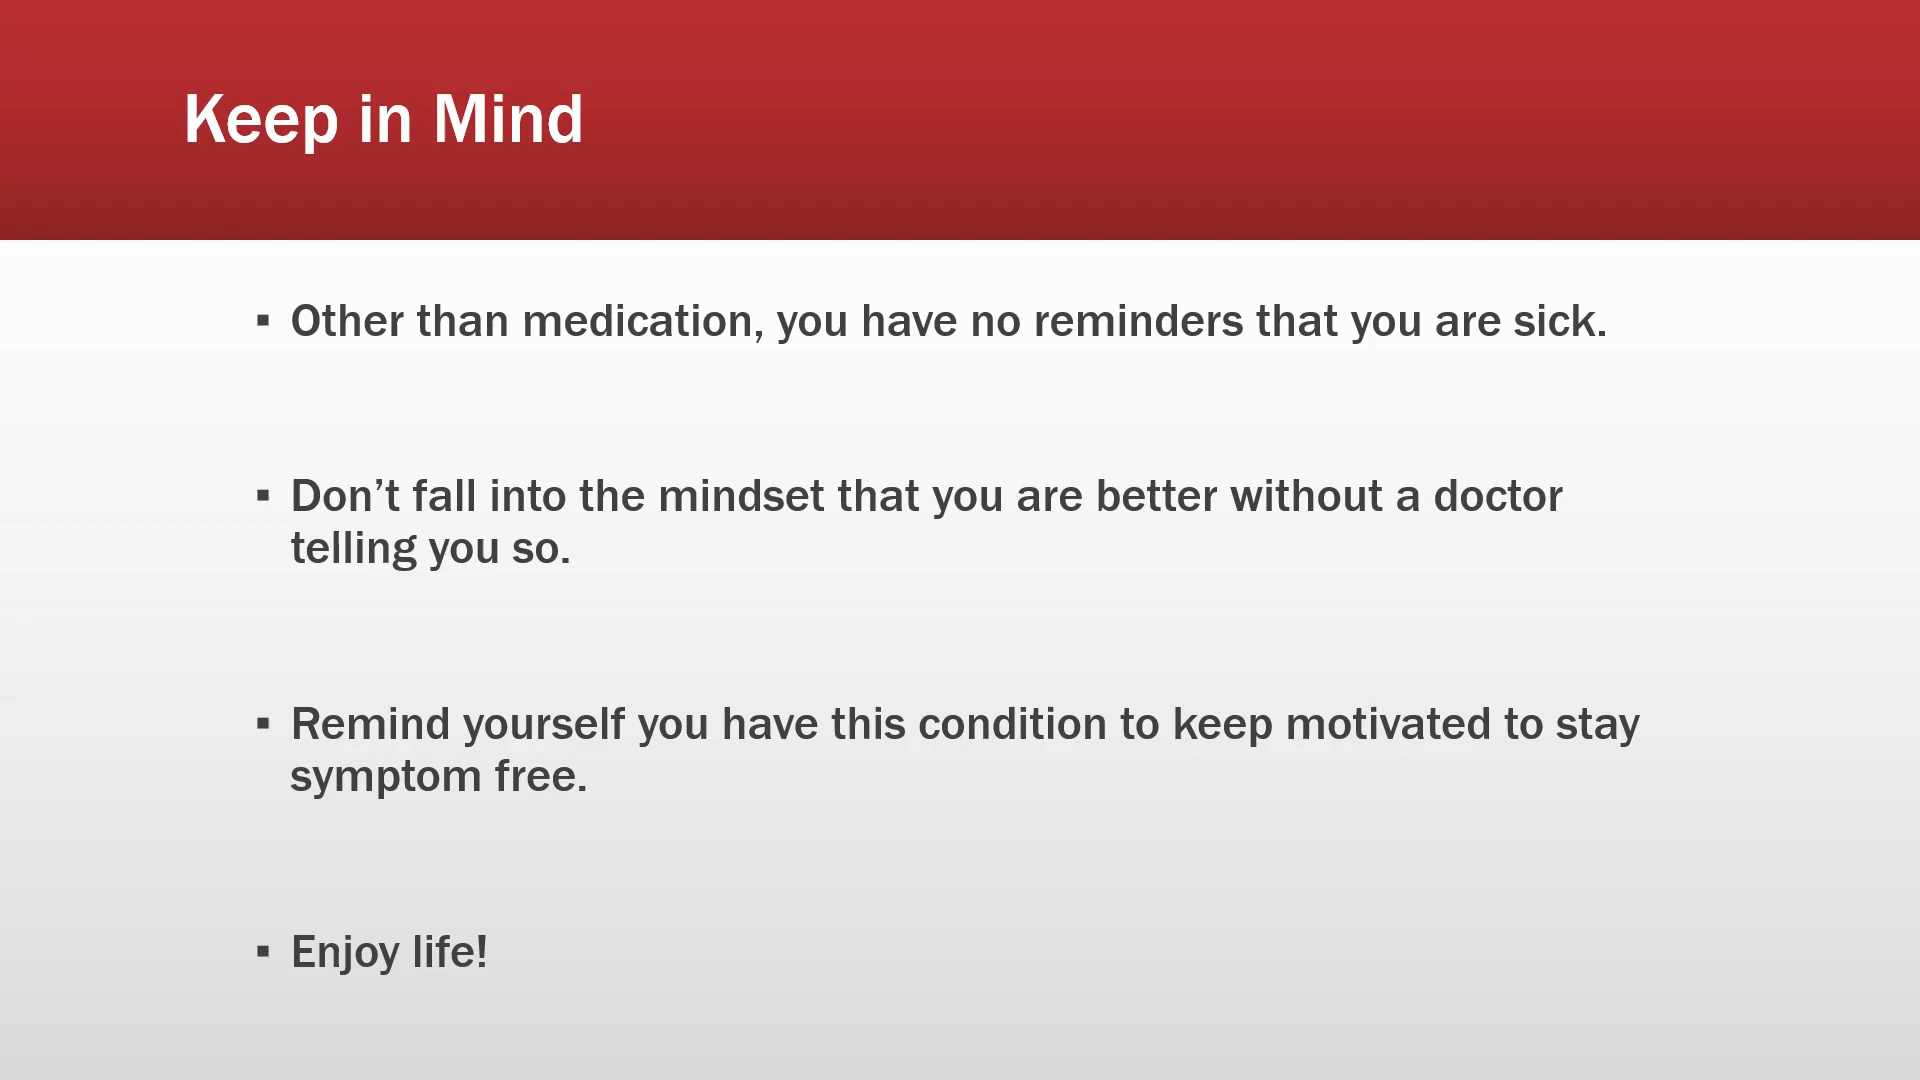 Keep in Mind
▪ Other than medication, you have no reminders that you are sick.
▪ Don’t fall into the mindset that you are better without a doctor
telling you so.
▪ Remind yourself you have this condition to keep motivated to stay
symptom free.
▪ Enjoy life!